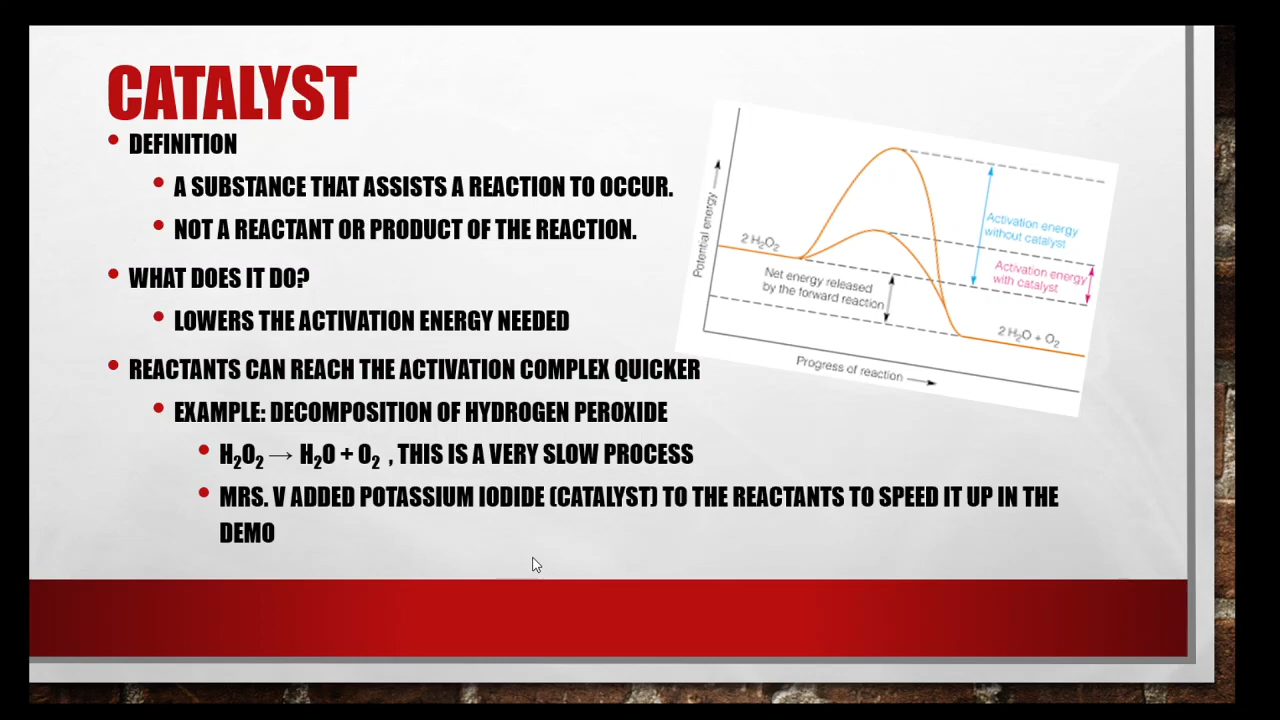 CATALYST
• DEFINITION
• A SUBSTANCE THAT ASSISTS A REACTION TO OCCUR.
• NOT A REACTANT OR PRODUCT OF THE REACTION.
• WHAT DOES IT DO?
• LOWERS THE ACTIVATION ENERGY NEEDED
• REACTANTS CAN REACH THE ACTIVATION COMPLEX QUICKER
• EXAMPLE: DECOMPOSITION OF HYDROGEN PEROXIDE
• H₂O₂ → H₂O + O₂ , THIS IS A VERY SLOW PROCESS
• MRS. V ADDED POTASSIUM IODIDE (CATALYST) TO THE REACTANTS TO SPEED IT UP IN THE
DEMO
Potential energy →
2 H₂O₂
Activation energy
without catalyst
Activation energy
with catalyst
Net energy released
by the forward reaction
2 H₂O + O₂
Progress of reaction →